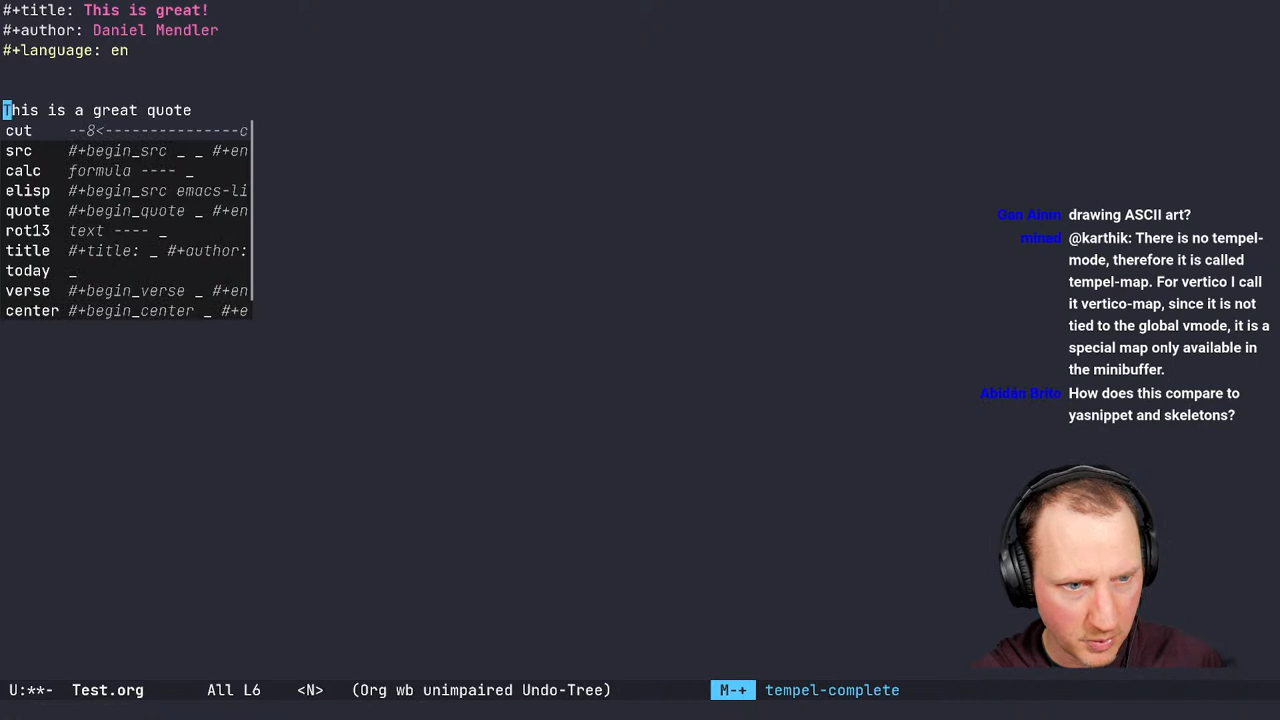 #+title: This is great!
#+author: Daniel Mendler
#+language: en
This is a great quote
cut --8<---------------c
src #+begin_src _ _ #+en
calc formula ---- _
elisp #+begin_src emacs-li
quote #+begin_quote _ #+en
rot13 text ---- _
title #+title: _ #+author:
today _
verse #+begin_verse _ #+en
center #+begin_center _ #+e
Gan Ainm drawing ASCII art?
minad @karthik: There is no tempel-
mode, therefore it is called
tempel-map. For vertico I call
it vertico-map, since it is not
tied to the global vmode, it is a
special map only available in
the minibuffer.
Abidán Brito How does this compare to
yasnippet and skeletons?
U:**- Test.org All L6 <N> (Org wb unimpaired Undo-Tree) M-+ tempel-complete